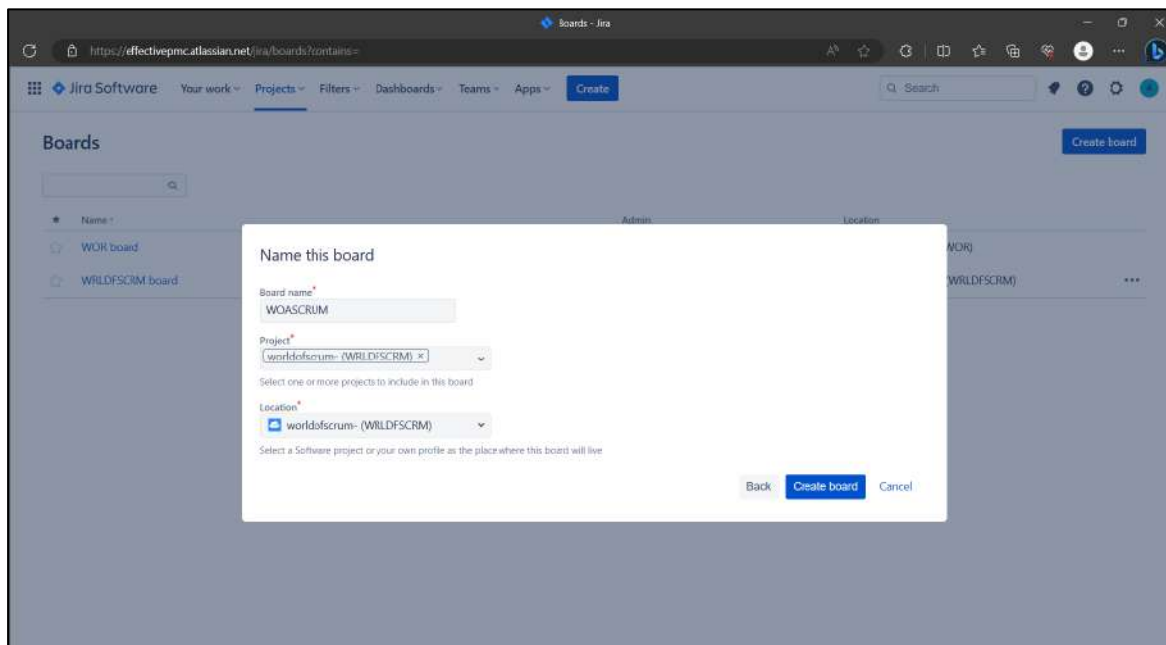 Boards - Jira
https://effectivepmc.atlassian.net/jira/boards?contains=
Jira Software Your work Projects Filters Dashboards Teams Apps Create Search
Boards Create board
Name Admin Location
WOR board WOR)
WRLDFSCRM board (WRLDFSCRM)
Name this board
Board name*
WOASCRUM
Project*
worldofscrum- (WRLDFSCRM) ×
Select one or more projects to include in this board
Location*
worldofscrum- (WRLDFSCRM)
Select a Software project or your own profile as the place where this board will live
Back Create board Cancel